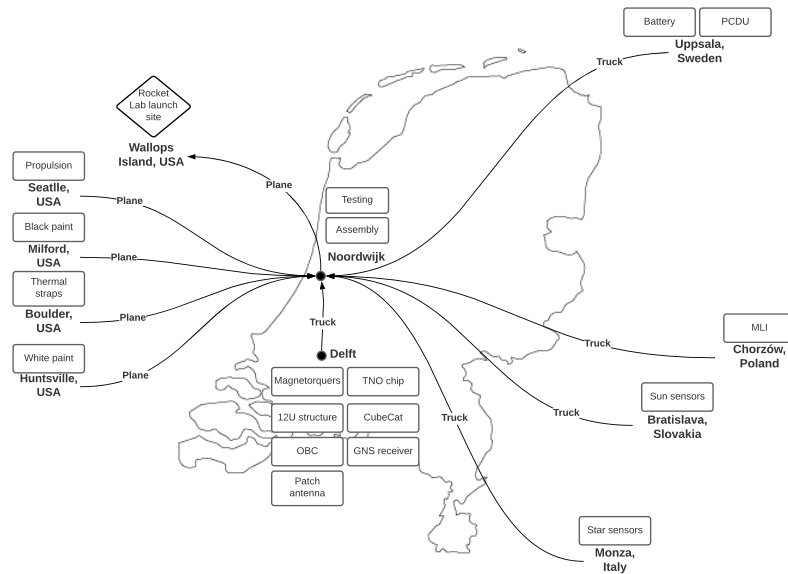 Battery
PCDU
Uppsala,
Sweden
Truck
Rocket
Lab launch
site
Wallops
Island, USA
Plane
Propulsion
Seatlle,
USA
Plane
Black paint
Milford,
USA
Plane
Thermal
straps
Boulder,
USA
Plane
White paint
Huntsville,
USA
Plane
Testing
Assembly
Noordwijk
Truck
Delft
Magnetorquers
TNO chip
12U structure
CubeCat
OBC
GNS receiver
Patch
antenna
MLI
Chorzów,
Poland
Truck
Sun sensors
Bratislava,
Slovakia
Truck
Star sensors
Monza,
Italy
Truck